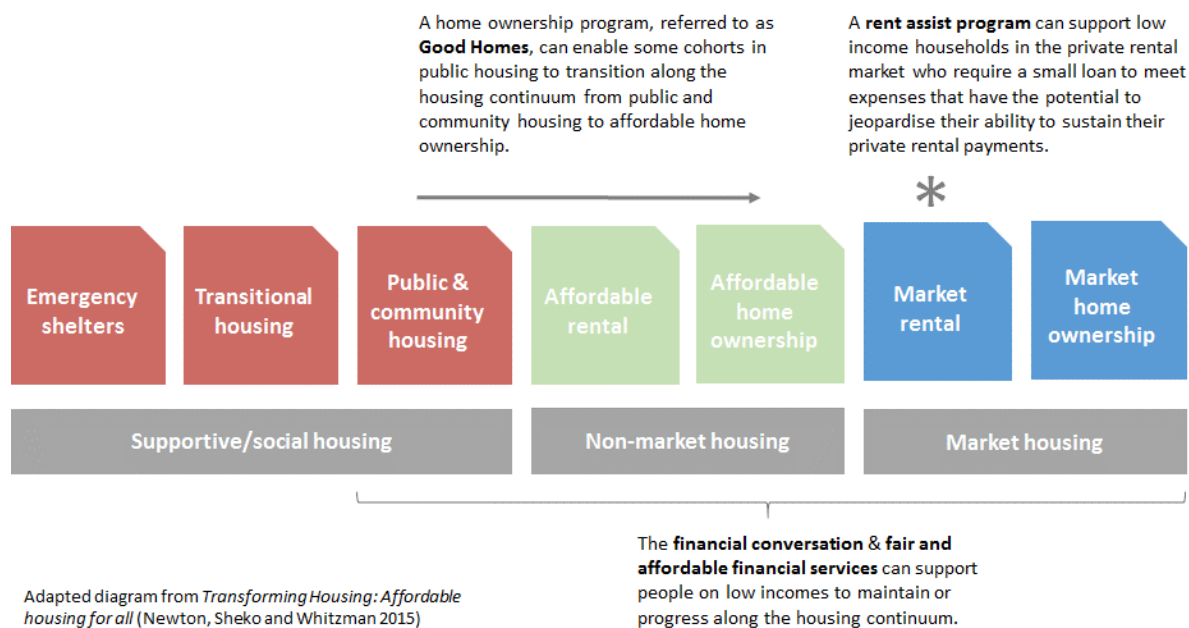 A home ownership program, referred to as
Good Homes, can enable some cohorts in
public housing to transition along the
housing continuum from public and
community housing to affordable home
ownership.
A rent assist program can support low
income households in the private rental
market who require a small loan to meet
expenses that have the potential to
jeopardise their ability to sustain their
private rental payments.
*
Emergency
shelters
Transitional
housing
Public &
community
housing
Affordable
rental
Affordable
home
ownership
Market
rental
Market
home
ownership
Supportive/social housing
Non-market housing
Market housing
The financial conversation & fair and
affordable financial services can support
people on low incomes to maintain or
progress along the housing continuum.
Adapted diagram from Transforming Housing: Affordable
housing for all (Newton, Sheko and Whitzman 2015)